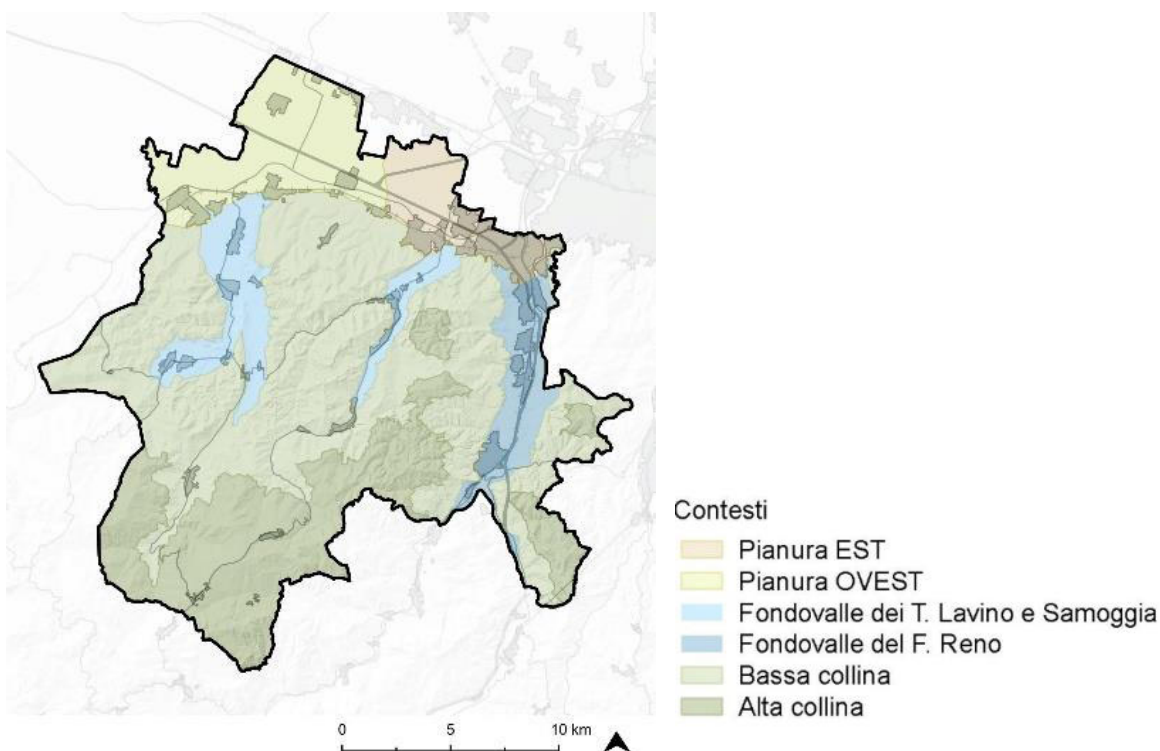 Contesti
Pianura EST
Pianura OVEST
Fondovalle dei T. Lavino e Samoggia
Fondovalle del F. Reno
Bassa collina
Alta collina
0 5 10 km